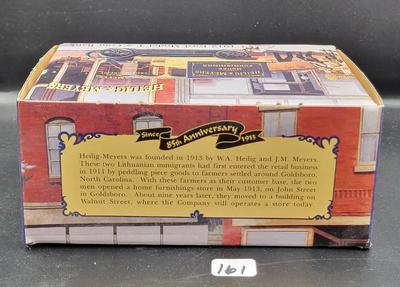 HEILIG-MEYERS
HEILIG-MEYERS
Since 85th Anniversary 1913
Heilig-Meyers was founded in 1913 by W.A. Heilig and J.M. Meyers.
These two Lithuanian immigrants had first entered the retail business
in 1911 by peddling piece goods to farmers settled around Goldsboro,
North Carolina. With these farmers as their customer base, the two
men opened a home furnishings store in May 1913, on John Street
in Goldsboro. About nine years later, they moved to a building on
Walnut Street, where the Company still operates a store today.
161